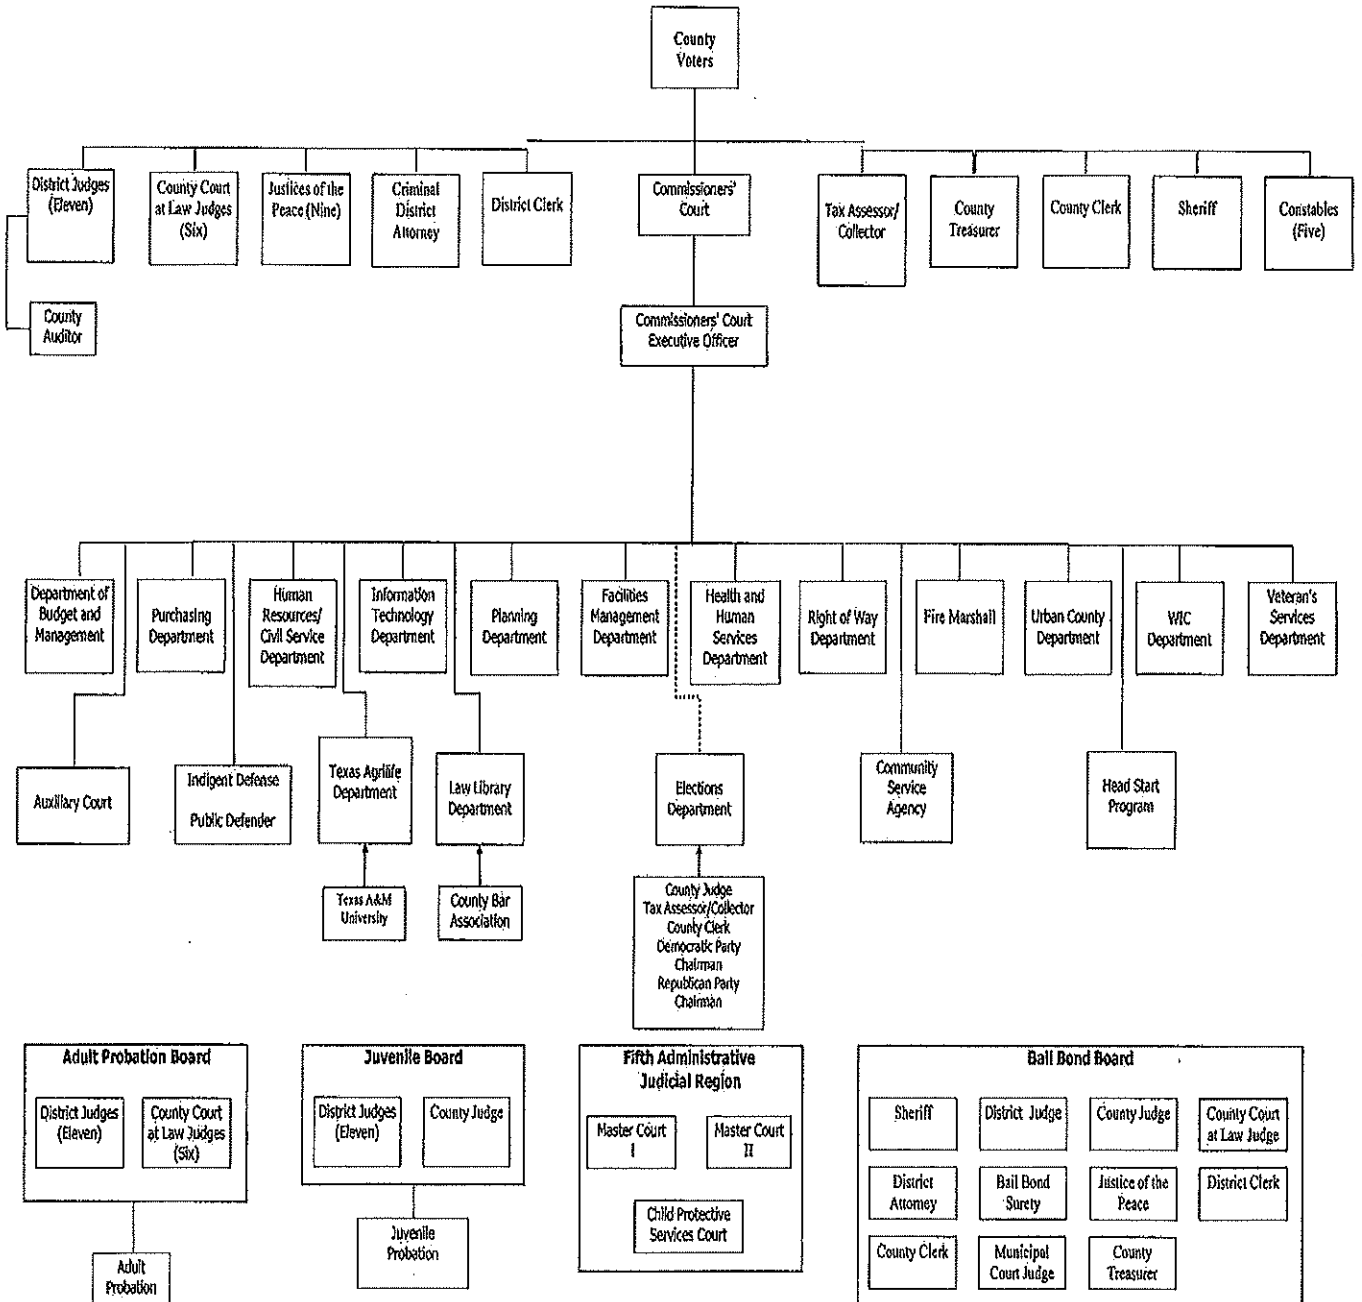 County
Voters
District Judges
(Eleven)
County Court
at Law Judges
(Six)
Justices of the
Peace (Nine)
Criminal
District
Attorney
District Clerk
Commissioners'
Court
Tax Assessor/
Collector
County
Treasurer
County Clerk
Sheriff
Constables
(Five)
County
Auditor
Commissioners' Court
Executive Officer
Department of
Budget and
Management
Purchasing
Department
Human
Resources/
Civil Service
Department
Information
Technology
Department
Planning
Department
Facilities
Management
Department
Health and
Human
Services
Department
Right of Way
Department
Fire Marshall
Urban County
Department
WIC
Department
Veteran's
Services
Department
Auxiliary Court
Indigent Defense
Public Defender
Texas Agrilife
Department
Law Library
Department
Elections
Department
Community
Service
Agency
Head Start
Program
Texas A&M
University
County Bar
Association
County Judge
Tax Assessor/Collector
County Clerk
Democratic Party
Chairman
Republican Party
Chairman
Adult Probation Board
District Judges
(Eleven)
County Court
at Law Judges
(Six)
Adult
Probation
Juvenile Board
District Judges
(Eleven)
County Judge
Juvenile
Probation
Fifth Administrative
Judicial Region
Master Court
I
Master Court
II
Child Protective
Services Court
Bail Bond Board
Sheriff
District Judge
County Judge
County Court
at Law Judge
District
Attorney
Bail Bond
Surety
Justice of the
Peace
District Clerk
County Clerk
Municipal
Court Judge
County
Treasurer